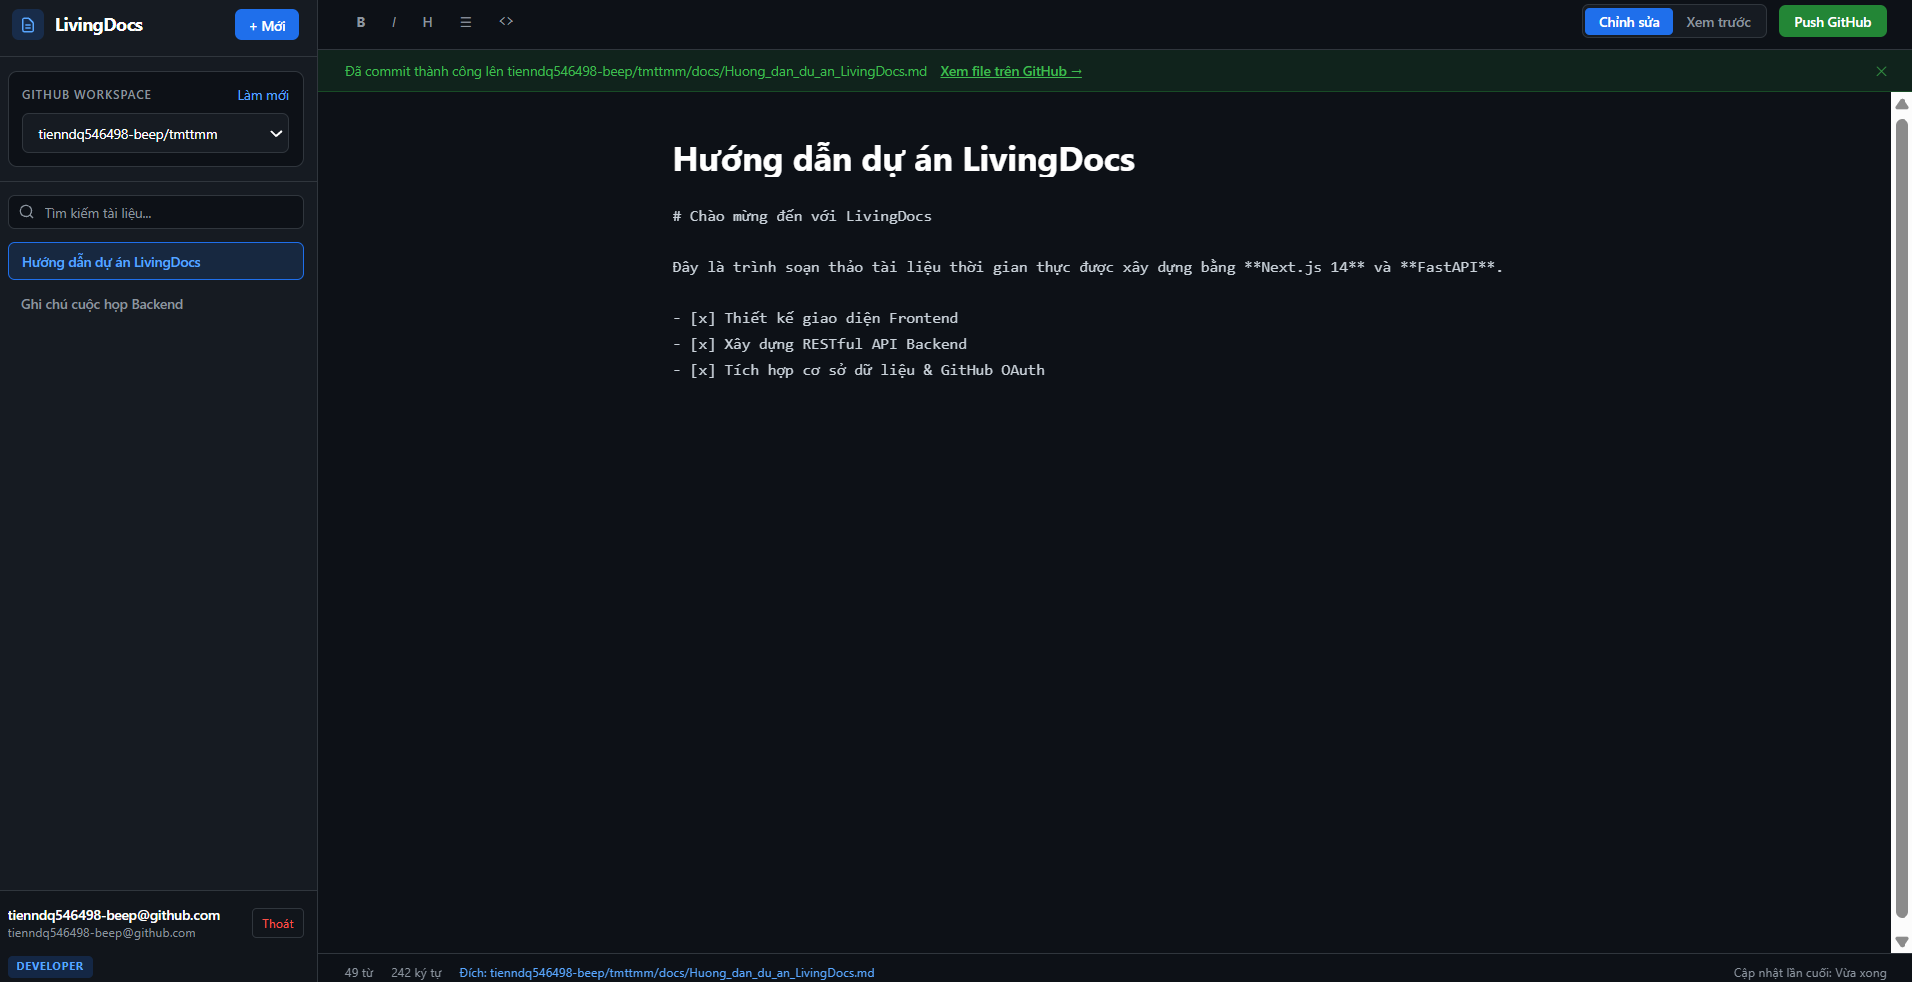 LivingDocs
+ Mới
GITHUB WORKSPACE
Làm mới
tienndq546498-beep/tmttmm
Tìm kiếm tài liệu...
Hướng dẫn dự án LivingDocs
Ghi chú cuộc họp Backend
tienndq546498-beep@github.com
tienndq546498-beep@github.com
Thoát
DEVELOPER
B I H ☰ <>
Chỉnh sửa
Xem trước
Push GitHub
Đã commit thành công lên tienndq546498-beep/tmttmm/docs/Huong_dan_du_an_LivingDocs.md Xem file trên GitHub →
Hướng dẫn dự án LivingDocs
# Chào mừng đến với LivingDocs
Đây là trình soạn thảo tài liệu thời gian thực được xây dựng bằng **Next.js 14** và **FastAPI**.
- [x] Thiết kế giao diện Frontend
- [x] Xây dựng RESTful API Backend
- [x] Tích hợp cơ sở dữ liệu & GitHub OAuth
49 từ 242 ký tự Đích: tienndq546498-beep/tmttmm/docs/Huong_dan_du_an_LivingDocs.md
Cập nhật lần cuối: Vừa xong